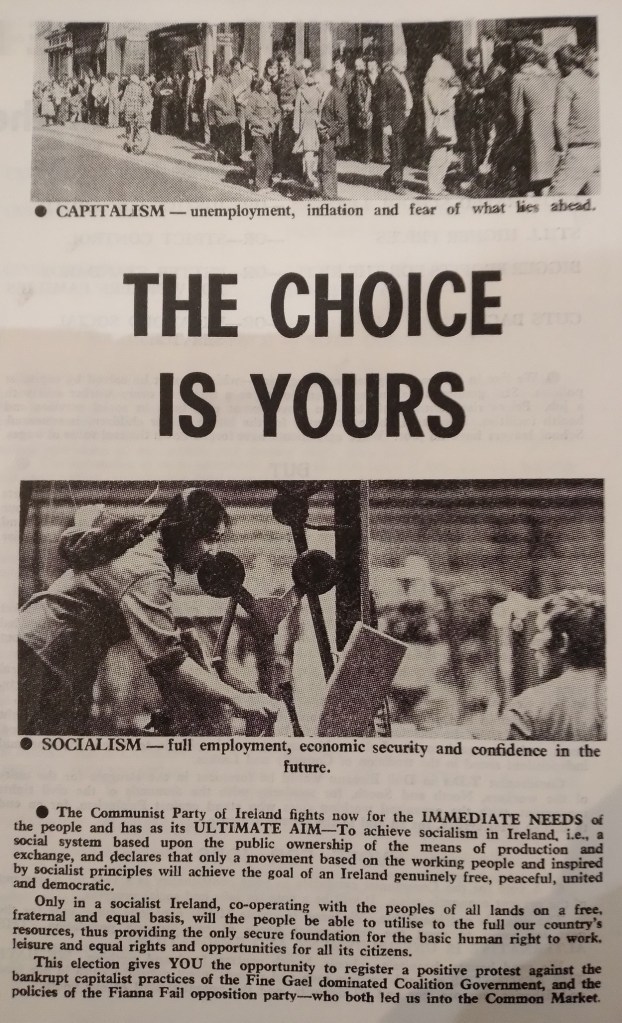 ● CAPITALISM — unemployment, inflation and fear of what lies ahead.
THE CHOICE
IS YOURS
● SOCIALISM — full employment, economic security and confidence in the
future.
● The Communist Party of Ireland fights now for the IMMEDIATE NEEDS of
the people and has as its ULTIMATE AIM—To achieve socialism in Ireland, i.e., a
social system based upon the public ownership of the means of production and
exchange, and declares that only a movement based on the working people and inspired
by socialist principles will achieve the goal of an Ireland genuinely free, peaceful, united
and democratic.
Only in a socialist Ireland, co-operating with the peoples of all lands on a free,
fraternal and equal basis, will the people be able to utilise to the full our country's
resources, thus providing the only secure foundation for the basic human right to work,
leisure and equal rights and opportunities for all its citizens.
This election gives YOU the opportunity to register a positive protest against the
bankrupt capitalist practices of the Fine Gael dominated Coalition Government, and the
policies of the Fianna Fail opposition party—who both led us into the Common Market.